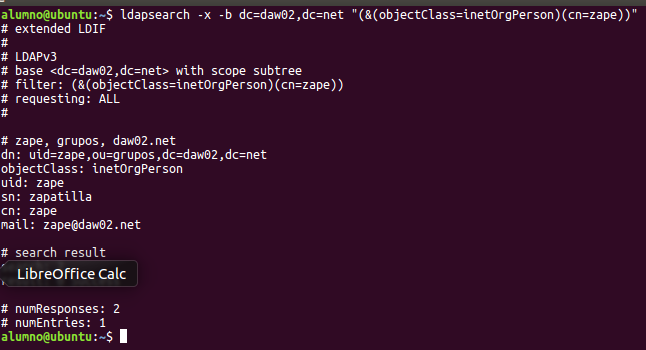 alumno@ubuntu:~$ ldapsearch -x -b dc=daw02,dc=net "(&(objectClass=inetOrgPerson)(cn=zape))"
# extended LDIF
#
# LDAPv3
# base <dc=daw02,dc=net> with scope subtree
# filter: (&(objectClass=inetOrgPerson)(cn=zape))
# requesting: ALL
#
# zape, grupos, daw02.net
dn: uid=zape,ou=grupos,dc=daw02,dc=net
objectClass: inetOrgPerson
uid: zape
sn: zapatilla
cn: zape
mail: zape@daw02.net
# search result
LibreOffice Calc
# numResponses: 2
# numEntries: 1
alumno@ubuntu:~$